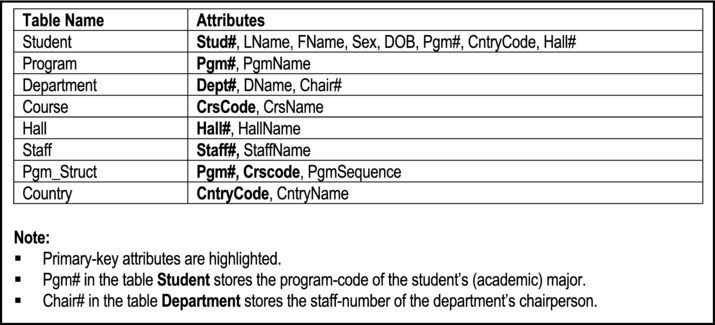 Table Name Attributes
Student Stud#, LName, FName, Sex, DOB, Pgm#, CntryCode, Hall#
Program Pgm#, PgmName
Department Dept#, DName, Chair#
Course CrsCode, CrsName
Hall Hall#, HallName
Staff Staff#, StaffName
Pgm_Struct Pgm#, Crscode, PgmSequence
Country CntryCode, CntryName
Note:
▪ Primary-key attributes are highlighted.
▪ Pgm# in the table Student stores the program-code of the student's (academic) major.
▪ Chair# in the table Department stores the staff-number of the department's chairperson.